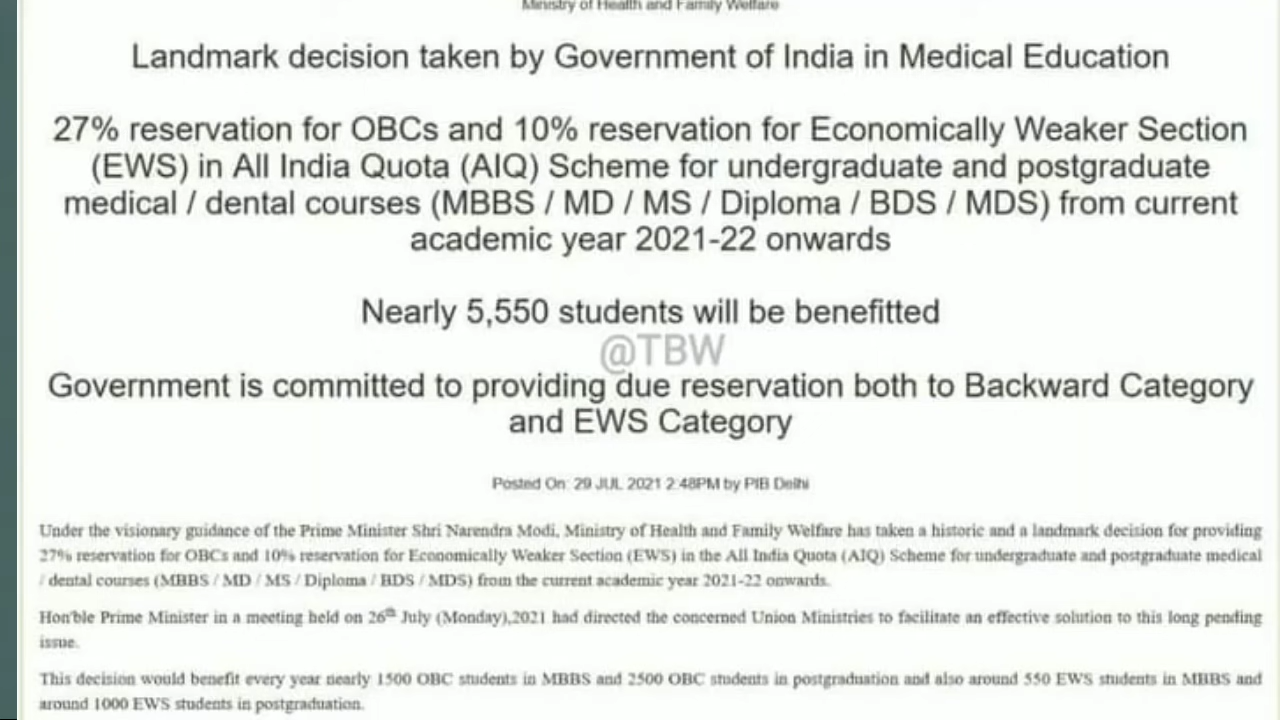 Ministry of Health and Family Welfare
Landmark decision taken by Government of India in Medical Education
27% reservation for OBCs and 10% reservation for Economically Weaker Section
(EWS) in All India Quota (AIQ) Scheme for undergraduate and postgraduate
medical / dental courses (MBBS / MD / MS / Diploma / BDS / MDS) from current
academic year 2021-22 onwards
Nearly 5,550 students will be benefitted
@TBW
Government is committed to providing due reservation both to Backward Category
and EWS Category
Posted On: 29 JUL 2021 2:48PM by PIB Delhi
Under the visionary guidance of the Prime Minister Shri Narendra Modi, Ministry of Health and Family Welfare has taken a historic and a landmark decision for providing
27% reservation for OBCs and 10% reservation for Economically Weaker Section (EWS) in the All India Quota (AIQ) Scheme for undergraduate and postgraduate medical
/ dental courses (MBBS / MD / MS / Diploma / BDS / MDS) from the current academic year 2021-22 onwards.
Hon'ble Prime Minister in a meeting held on 26th July (Monday),2021 had directed the concerned Union Ministries to facilitate an effective solution to this long pending
issue.
This decision would benefit every year nearly 1500 OBC students in MBBS and 2500 OBC students in postgraduation and also around 550 EWS students in MBBS and
around 1000 EWS students in postgraduation.